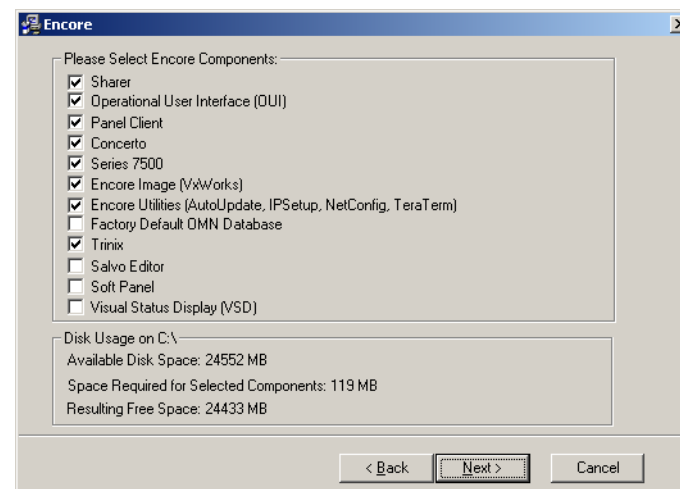 Encore
Please Select Encore Components:
Sharer
Operational User Interface (OUI)
Panel Client
Concerto
Series 7500
Encore Image (VxWorks)
Encore Utilities (AutoUpdate, IPSetup, NetConfig, TeraTerm)
Factory Default OMN Database
Trinix
Salvo Editor
Soft Panel
Visual Status Display (VSD)
Disk Usage on C:\
Available Disk Space: 24552 MB
Space Required for Selected Components: 119 MB
Resulting Free Space: 24433 MB
< Back Next > Cancel